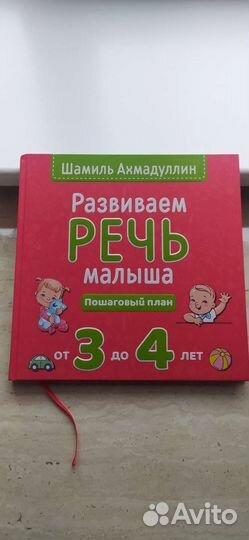 Шамиль Ахмадуллин
Развиваем
РЕЧЬ
малыша
Пошаговый план
от 3 до 4 лет
Avito